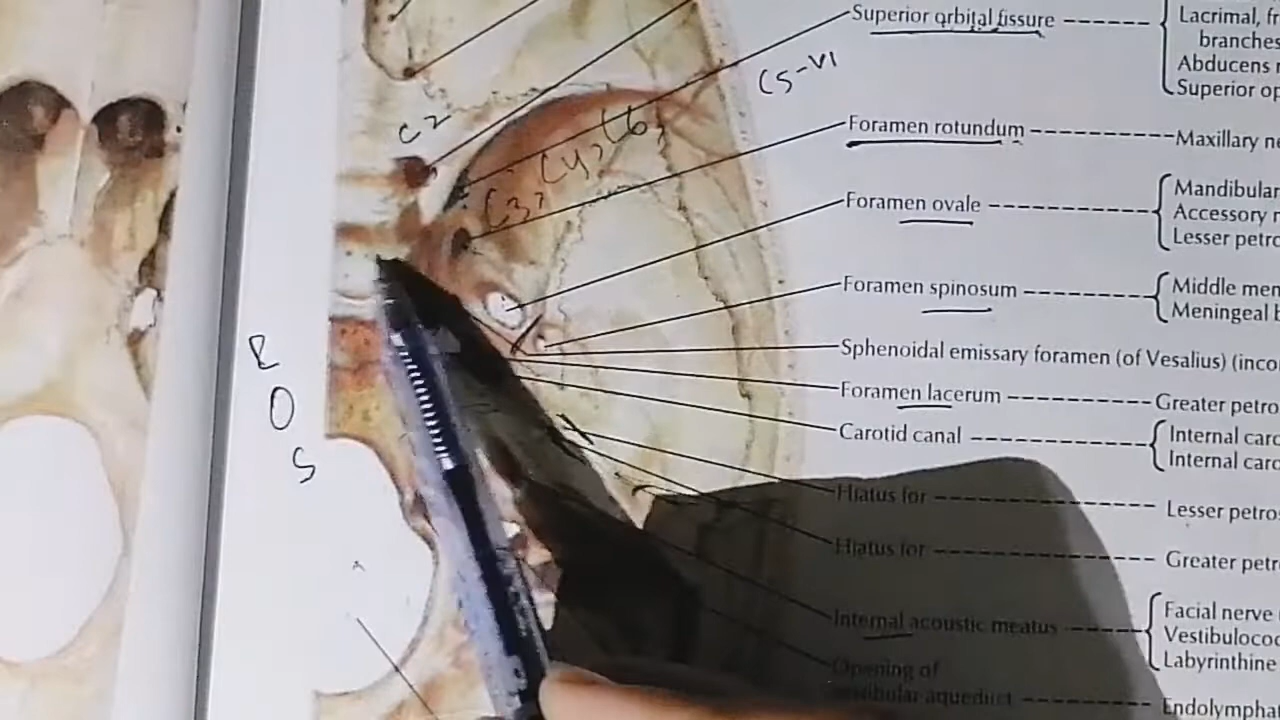 Superior orbital fissure
Lacrimal, fr
branches
Abducens n
Superior op
C5-V1
C2
C3, C4, C6,
Foramen rotundum
Maxillary ne
Foramen ovale
Mandibular
Accessory
Lesser petro
Foramen spinosum
Middle men
Meningeal b
Sphenoidal emissary foramen (of Vesalius) (inco
Foramen lacerum
Greater petro
Carotid canal
Internal caro
Internal caro
R
O
S
Hiatus for
Lesser petros
Hiatus for
Greater petr
Internal acoustic meatus
Facial nerve
Vestibulococ
Labyrinthine
Opening of
vestibular aqueduct
Endolymphat